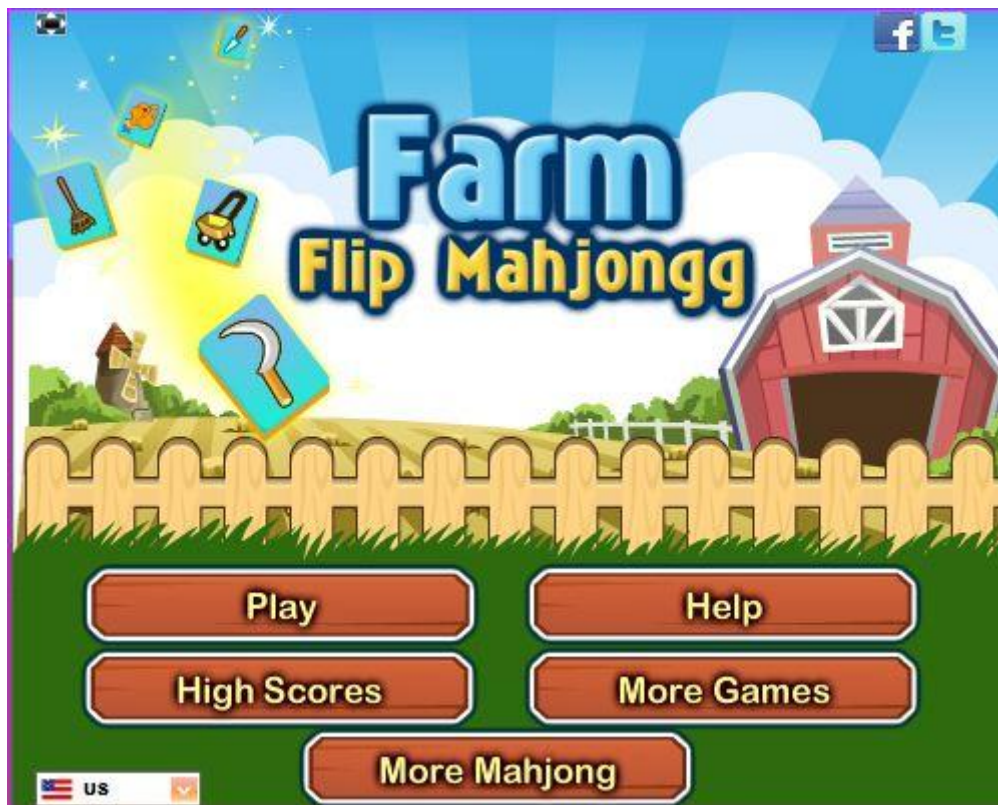 f t
Farm
Flip Mahjongg
Play
Help
High Scores
More Games
More Mahjong
US